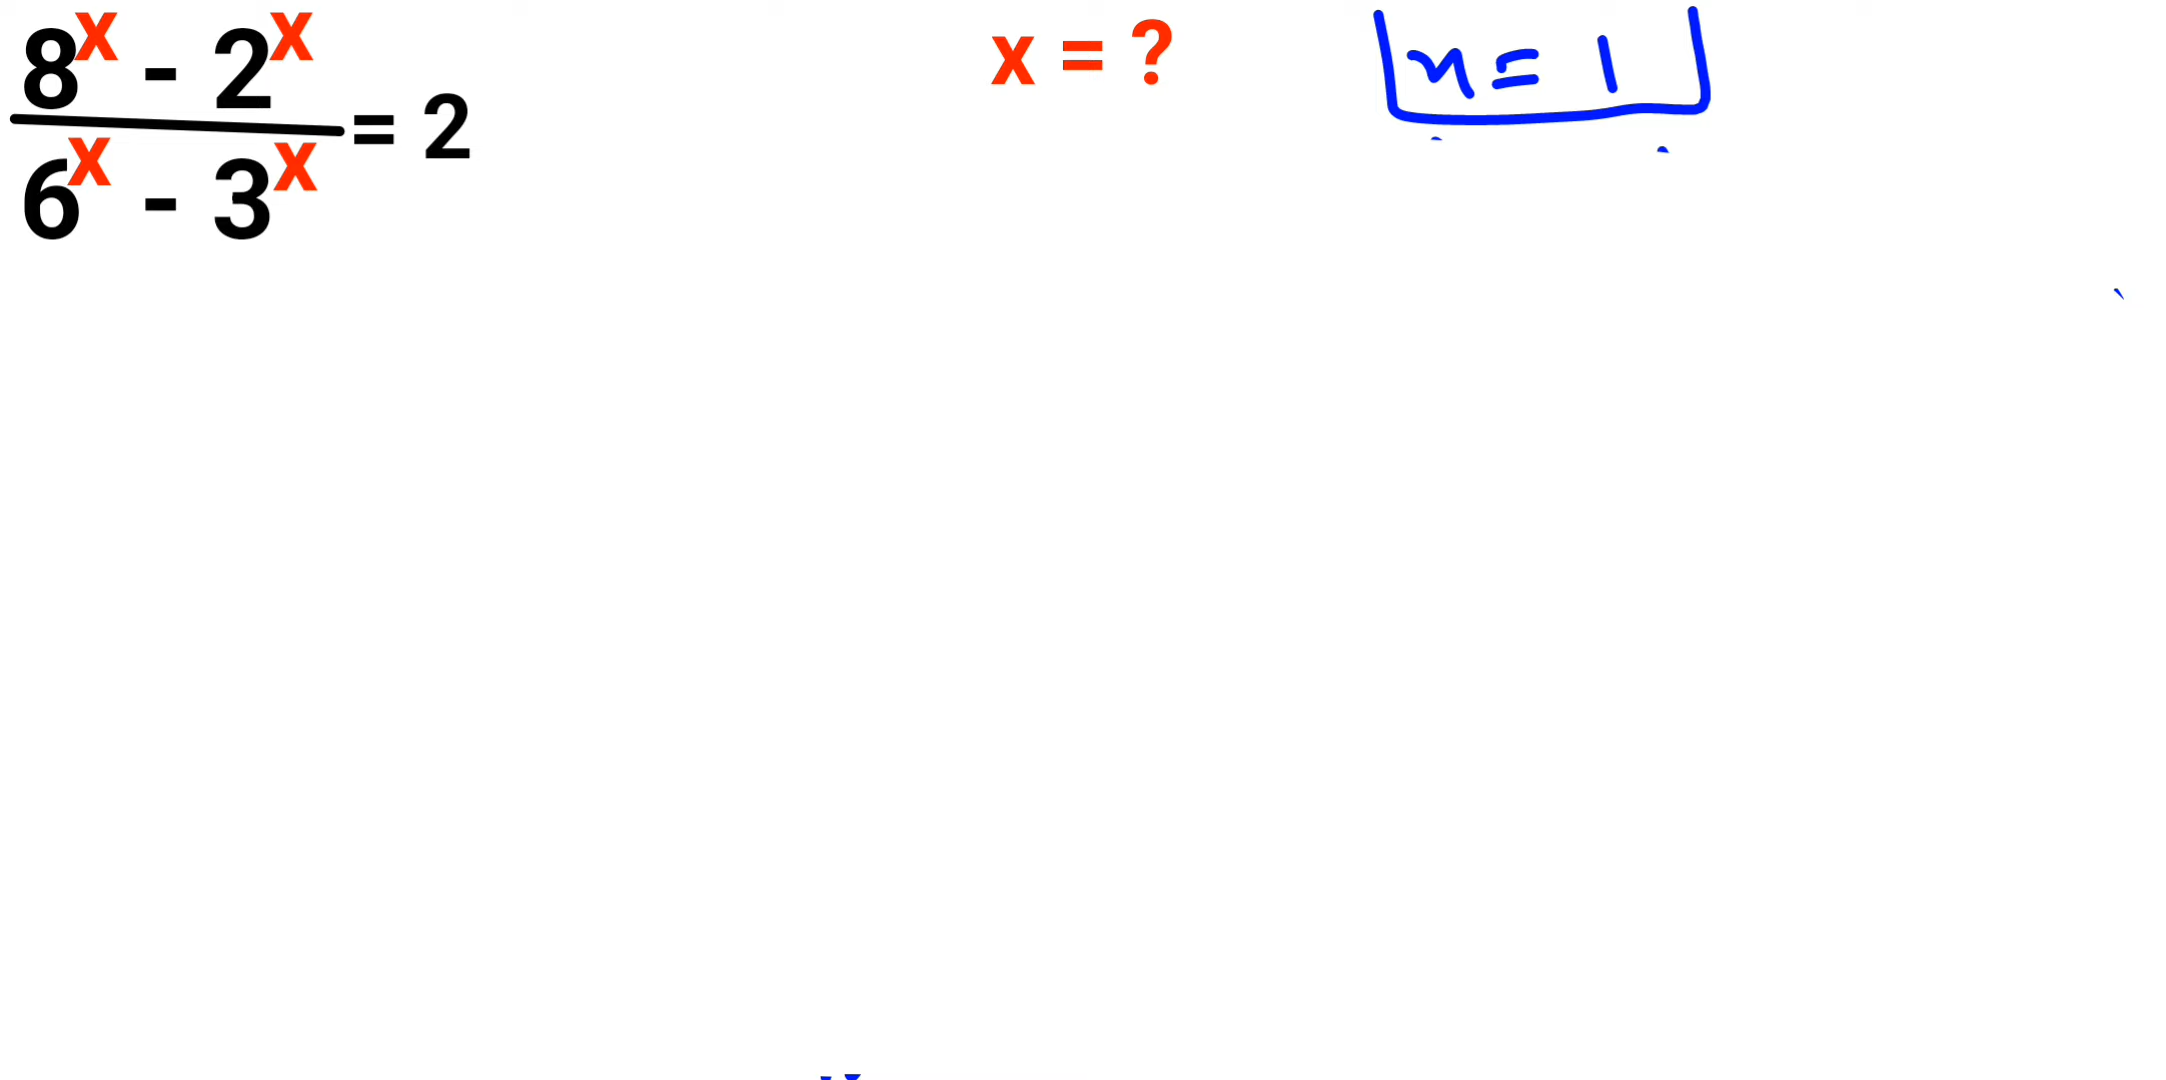 8^x - 2^x
6^x - 3^x
= 2
x = ?
x = 1